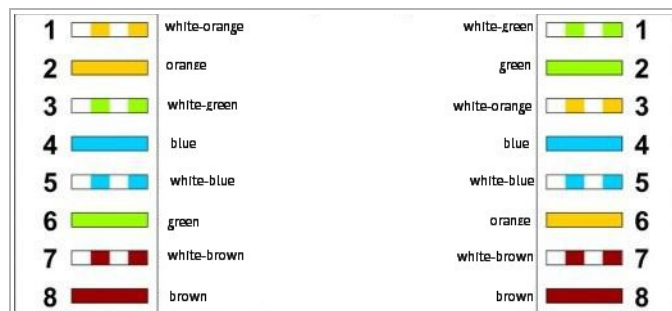 1 white-orange white-green 1
2 orange green 2
3 white-green white-orange 3
4 blue blue 4
5 white-blue white-blue 5
6 green orange 6
7 white-brown white-brown 7
8 brown brown 8